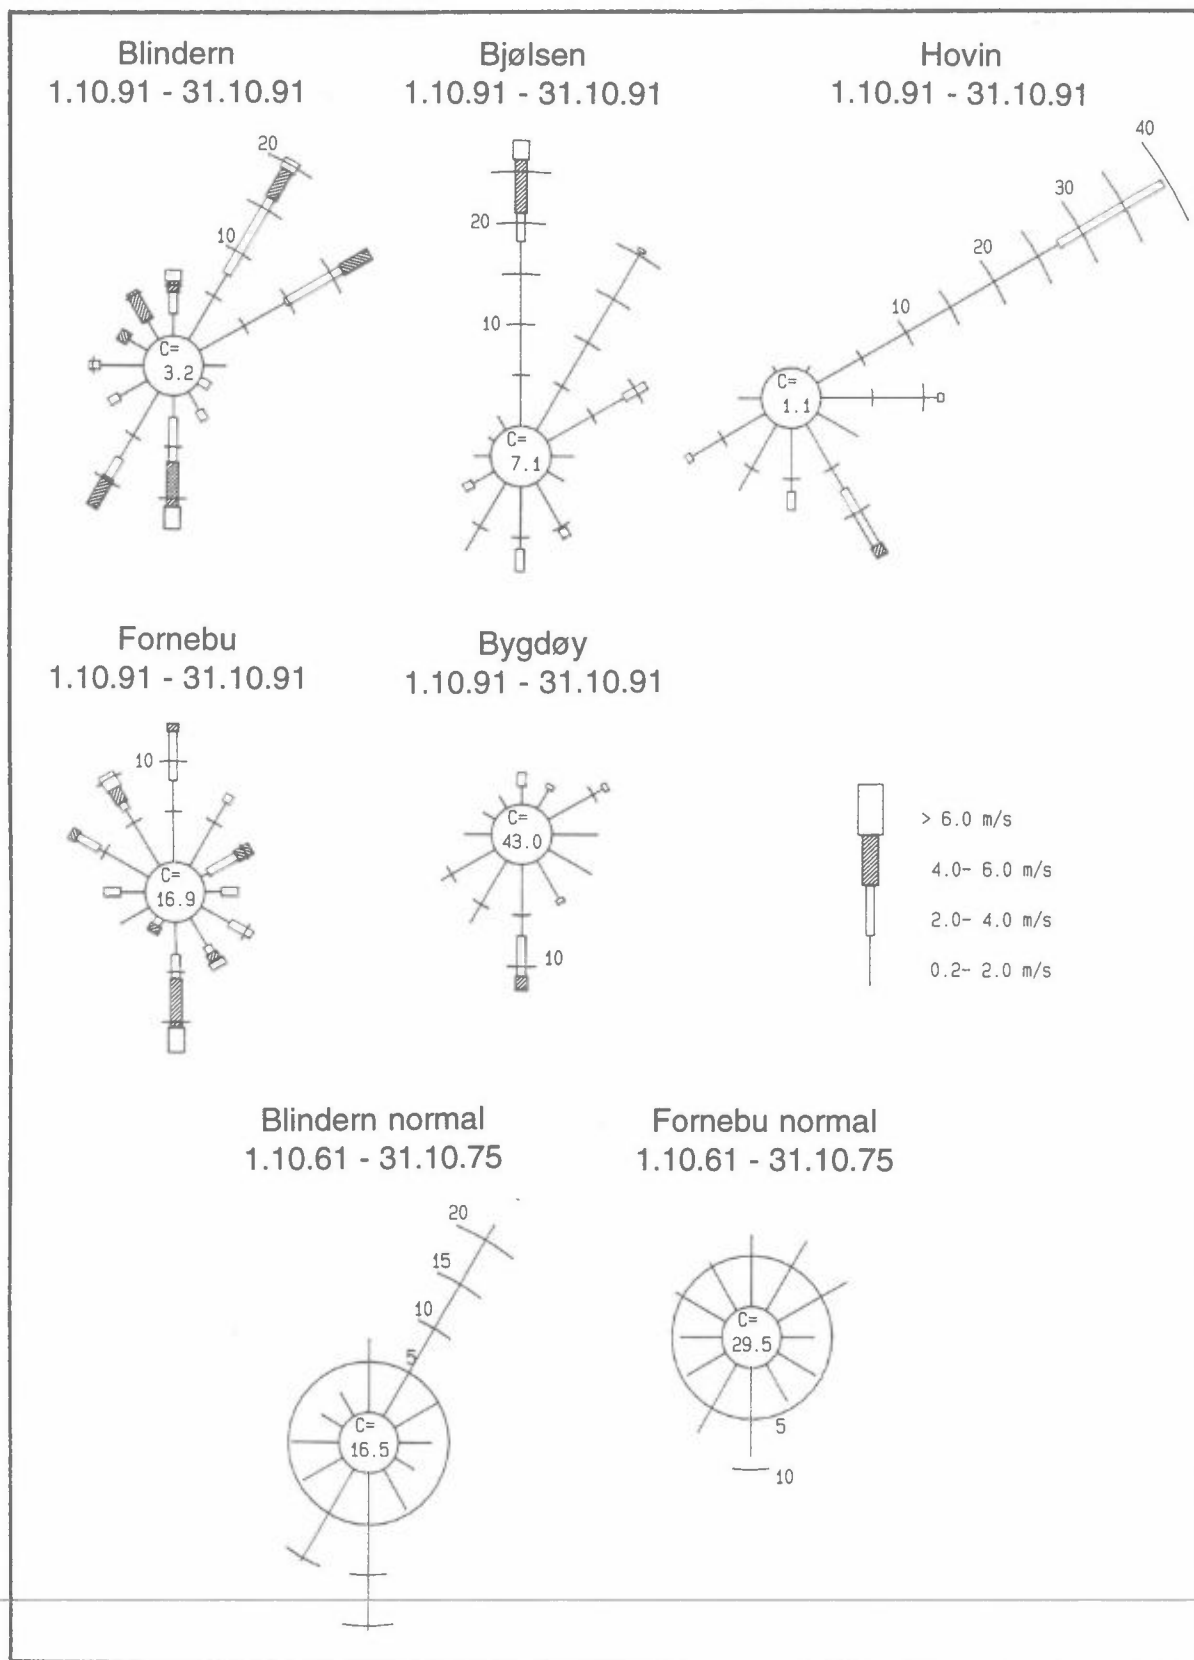 Blindern
1.10.91 - 31.10.91
20
10
C=
3.2
Bjølsen
1.10.91 - 31.10.91
20
10
C=
7.1
Hovin
1.10.91 - 31.10.91
40
30
20
10
C=
1.1
Fornebu
1.10.91 - 31.10.91
10
C=
16.9
Bygdøy
1.10.91 - 31.10.91
C=
43.0
10
> 6.0 m/s
4.0- 6.0 m/s
2.0- 4.0 m/s
0.2- 2.0 m/s
Blindern normal
1.10.61 - 31.10.75
20
15
10
5
C=
16.5
Fornebu normal
1.10.61 - 31.10.75
C=
29.5
5
10